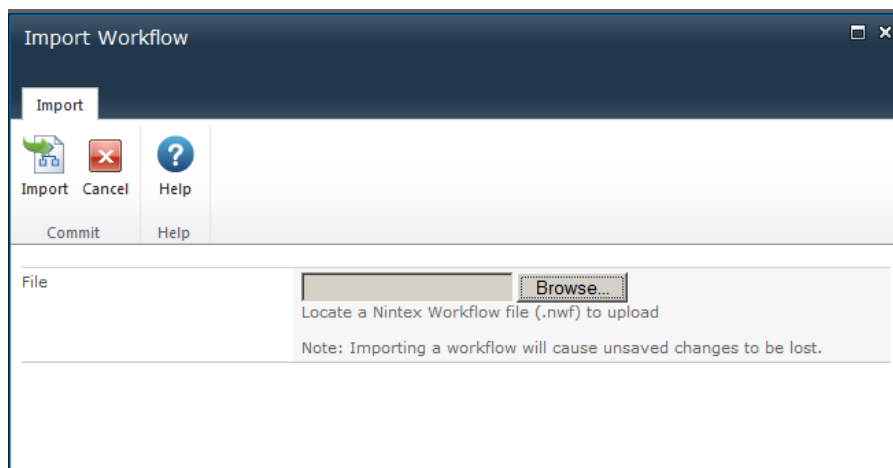 Import Workflow
Import
Import Cancel Help
Commit Help
File
Browse...
Locate a Nintex Workflow file (.nwf) to upload
Note: Importing a workflow will cause unsaved changes to be lost.